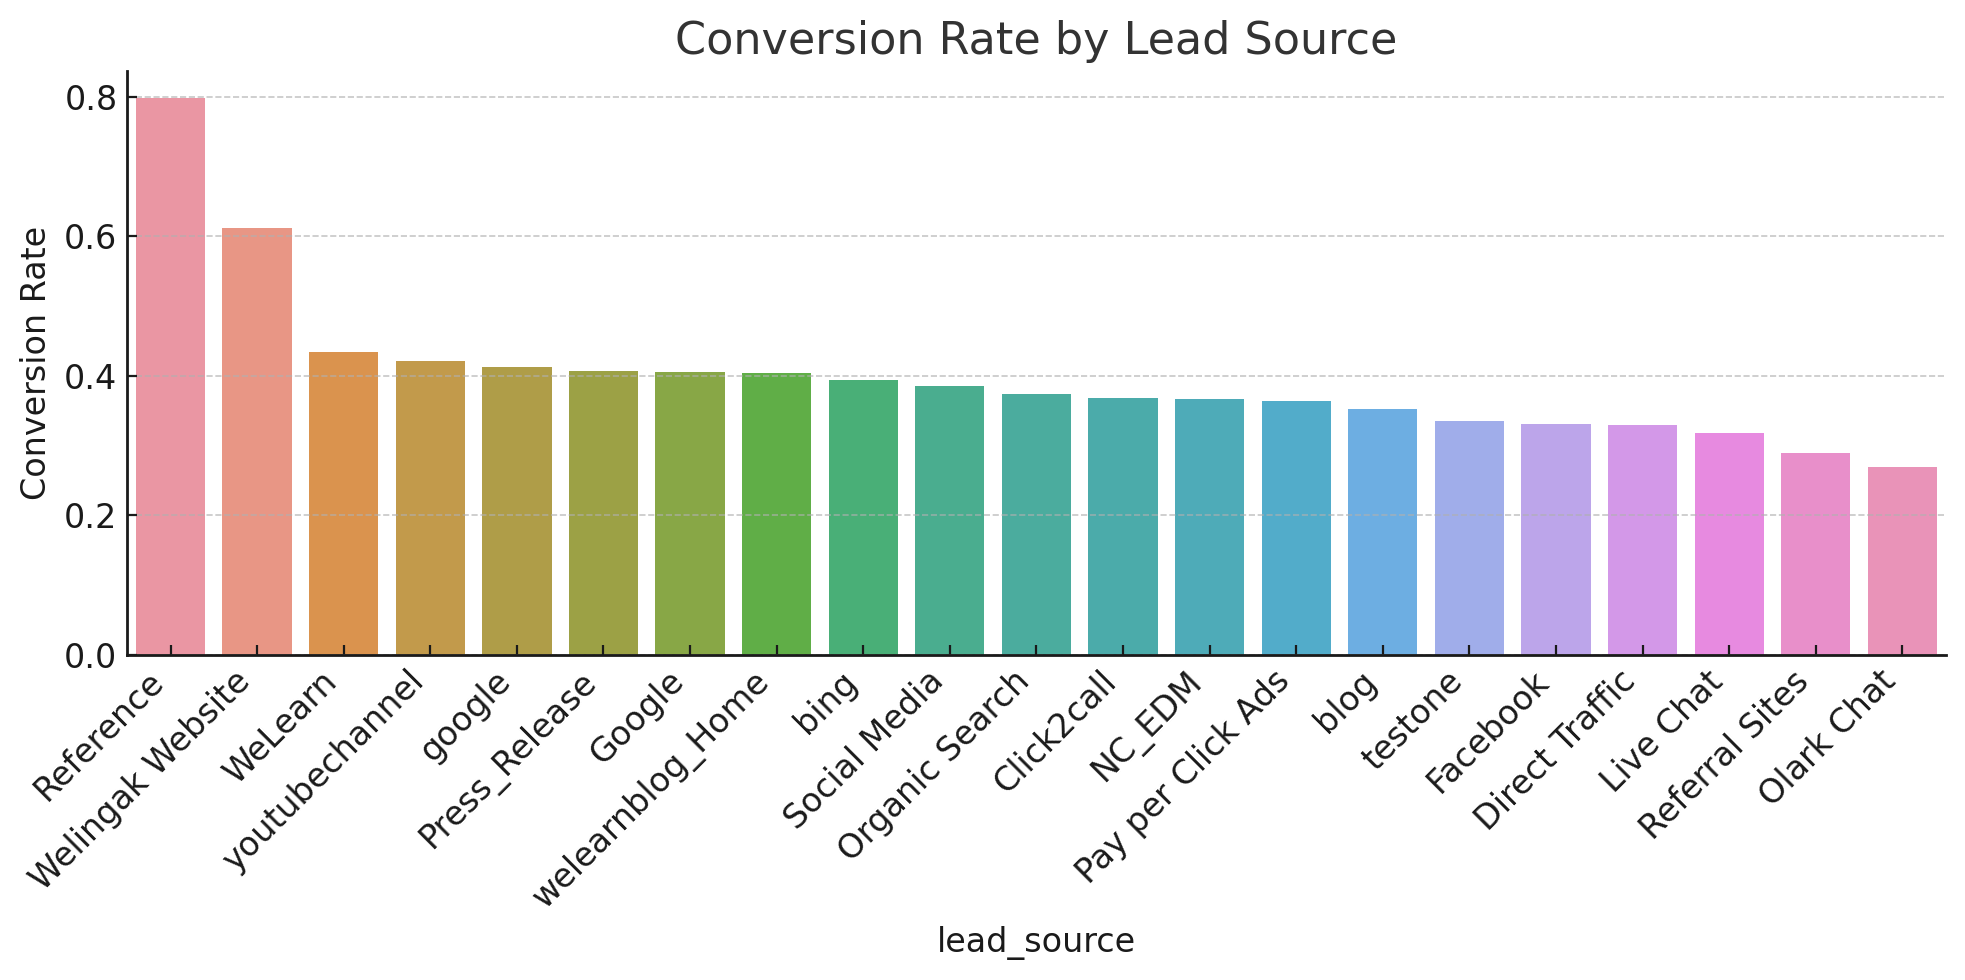 Conversion Rate by Lead Source
Conversion Rate
0.8
0.6
0.4
0.2
0.0
Reference
Welingak Website
WeLearn
youtubechannel
google
Press_Release
Google
welearnblog_Home
bing
Social Media
Organic Search
Click2call
NC_EDM
Pay per Click Ads
blog
testone
Facebook
Direct Traffic
Live Chat
Referral Sites
Olark Chat
lead_source